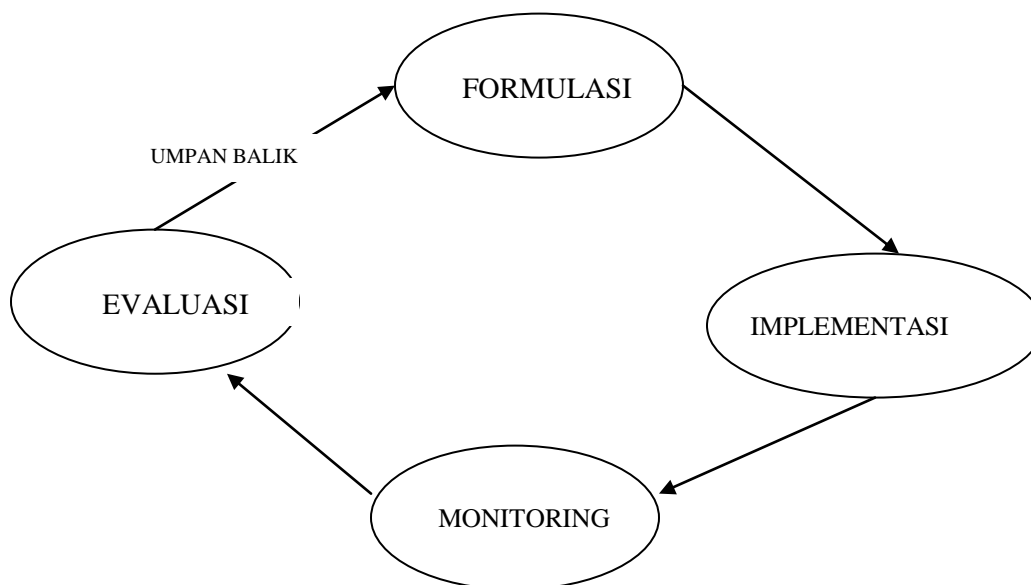 FORMULASI
UMPAN BALIK
EVALUASI
IMPLEMENTASI
MONITORING